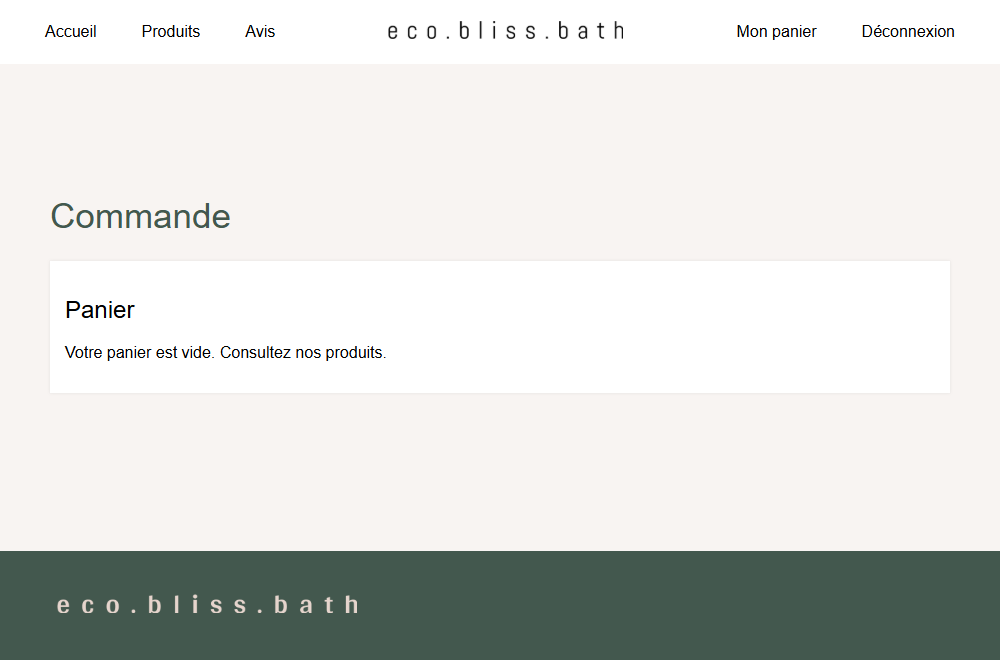 Accueil Produits Avis eco.bliss.bath Mon panier Déconnexion
Commande
Panier
Votre panier est vide. Consultez nos produits.
eco.bliss.bath